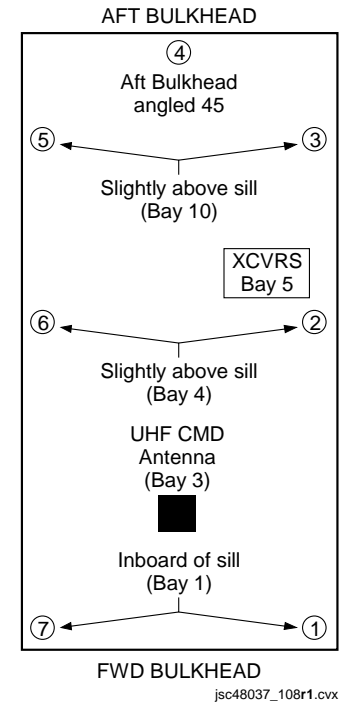 AFT BULKHEAD
4
Aft Bulkhead
angled 45
5
3
Slightly above sill
(Bay 10)
XCVRS
Bay 5
6
2
Slightly above sill
(Bay 4)
UHF CMD
Antenna
(Bay 3)
Inboard of sill
(Bay 1)
7
1
FWD BULKHEAD
jsc48037_108r1.cvx